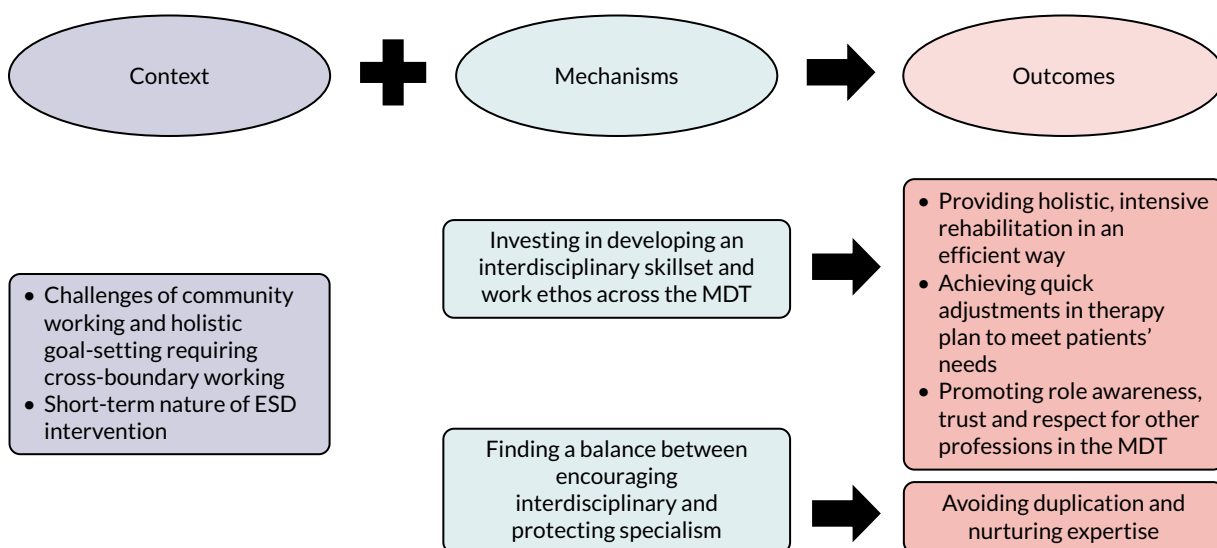 Context
Mechanisms
Outcomes
• Challenges of community
working and holistic
goal-setting requiring
cross-boundary working
• Short-term nature of ESD
intervention
Investing in developing an
interdisciplinary skillset and
work ethos across the MDT
• Providing holistic, intensive
rehabilitation in an
efficient way
• Achieving quick
adjustments in therapy
plan to meet patients’
needs
• Promoting role awareness,
trust and respect for other
professions in the MDT
Finding a balance between
encouraging
interdisciplinary and
protecting specialism
Avoiding duplication and
nurturing expertise